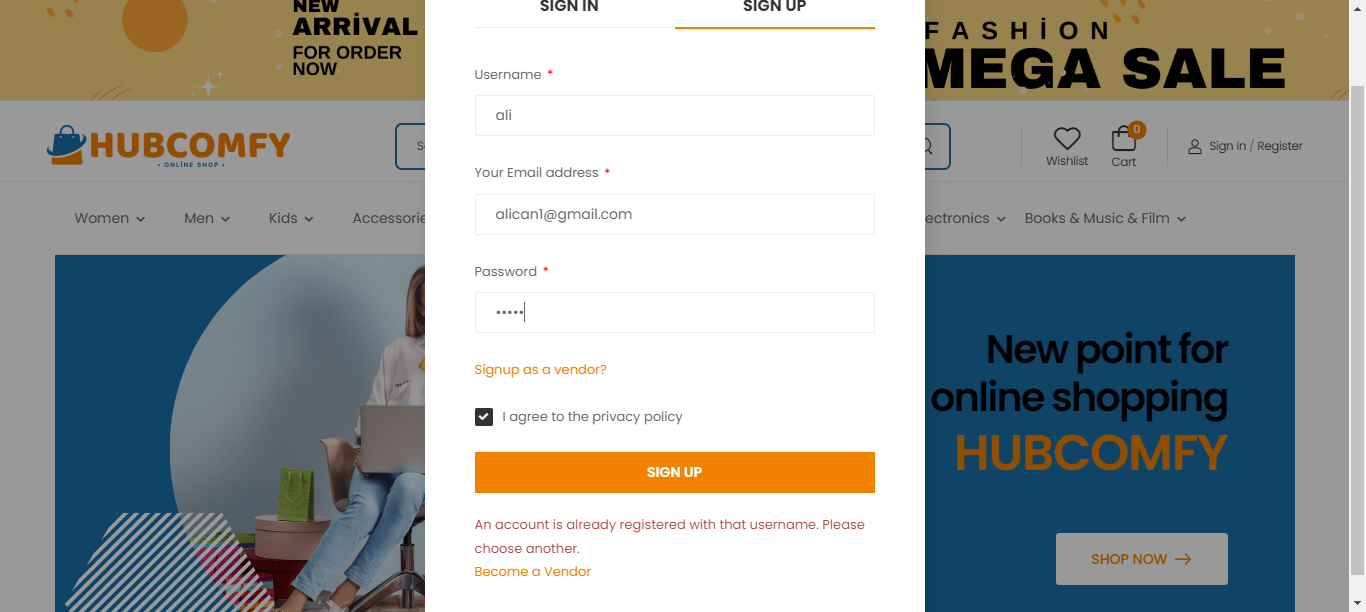 NEW
ARRİVAL
FOR ORDER
NOW
SIGN IN
SIGN UP
FASHİON
MEGA SALE
HUBCOMFY
• ONLİNE SHOP •
Wishlist
0
Cart
Sign In / Register
Women
Men
Kids
Books & Music & Film
Username *
ali
Your Email address *
alican1@gmail.com
Password *
•••••
Signup as a vendor?
I agree to the privacy policy
SIGN UP
An account is already registered with that username. Please
choose another.
Become a Vendor
New point for
online shopping
HUBCOMFY
SHOP NOW